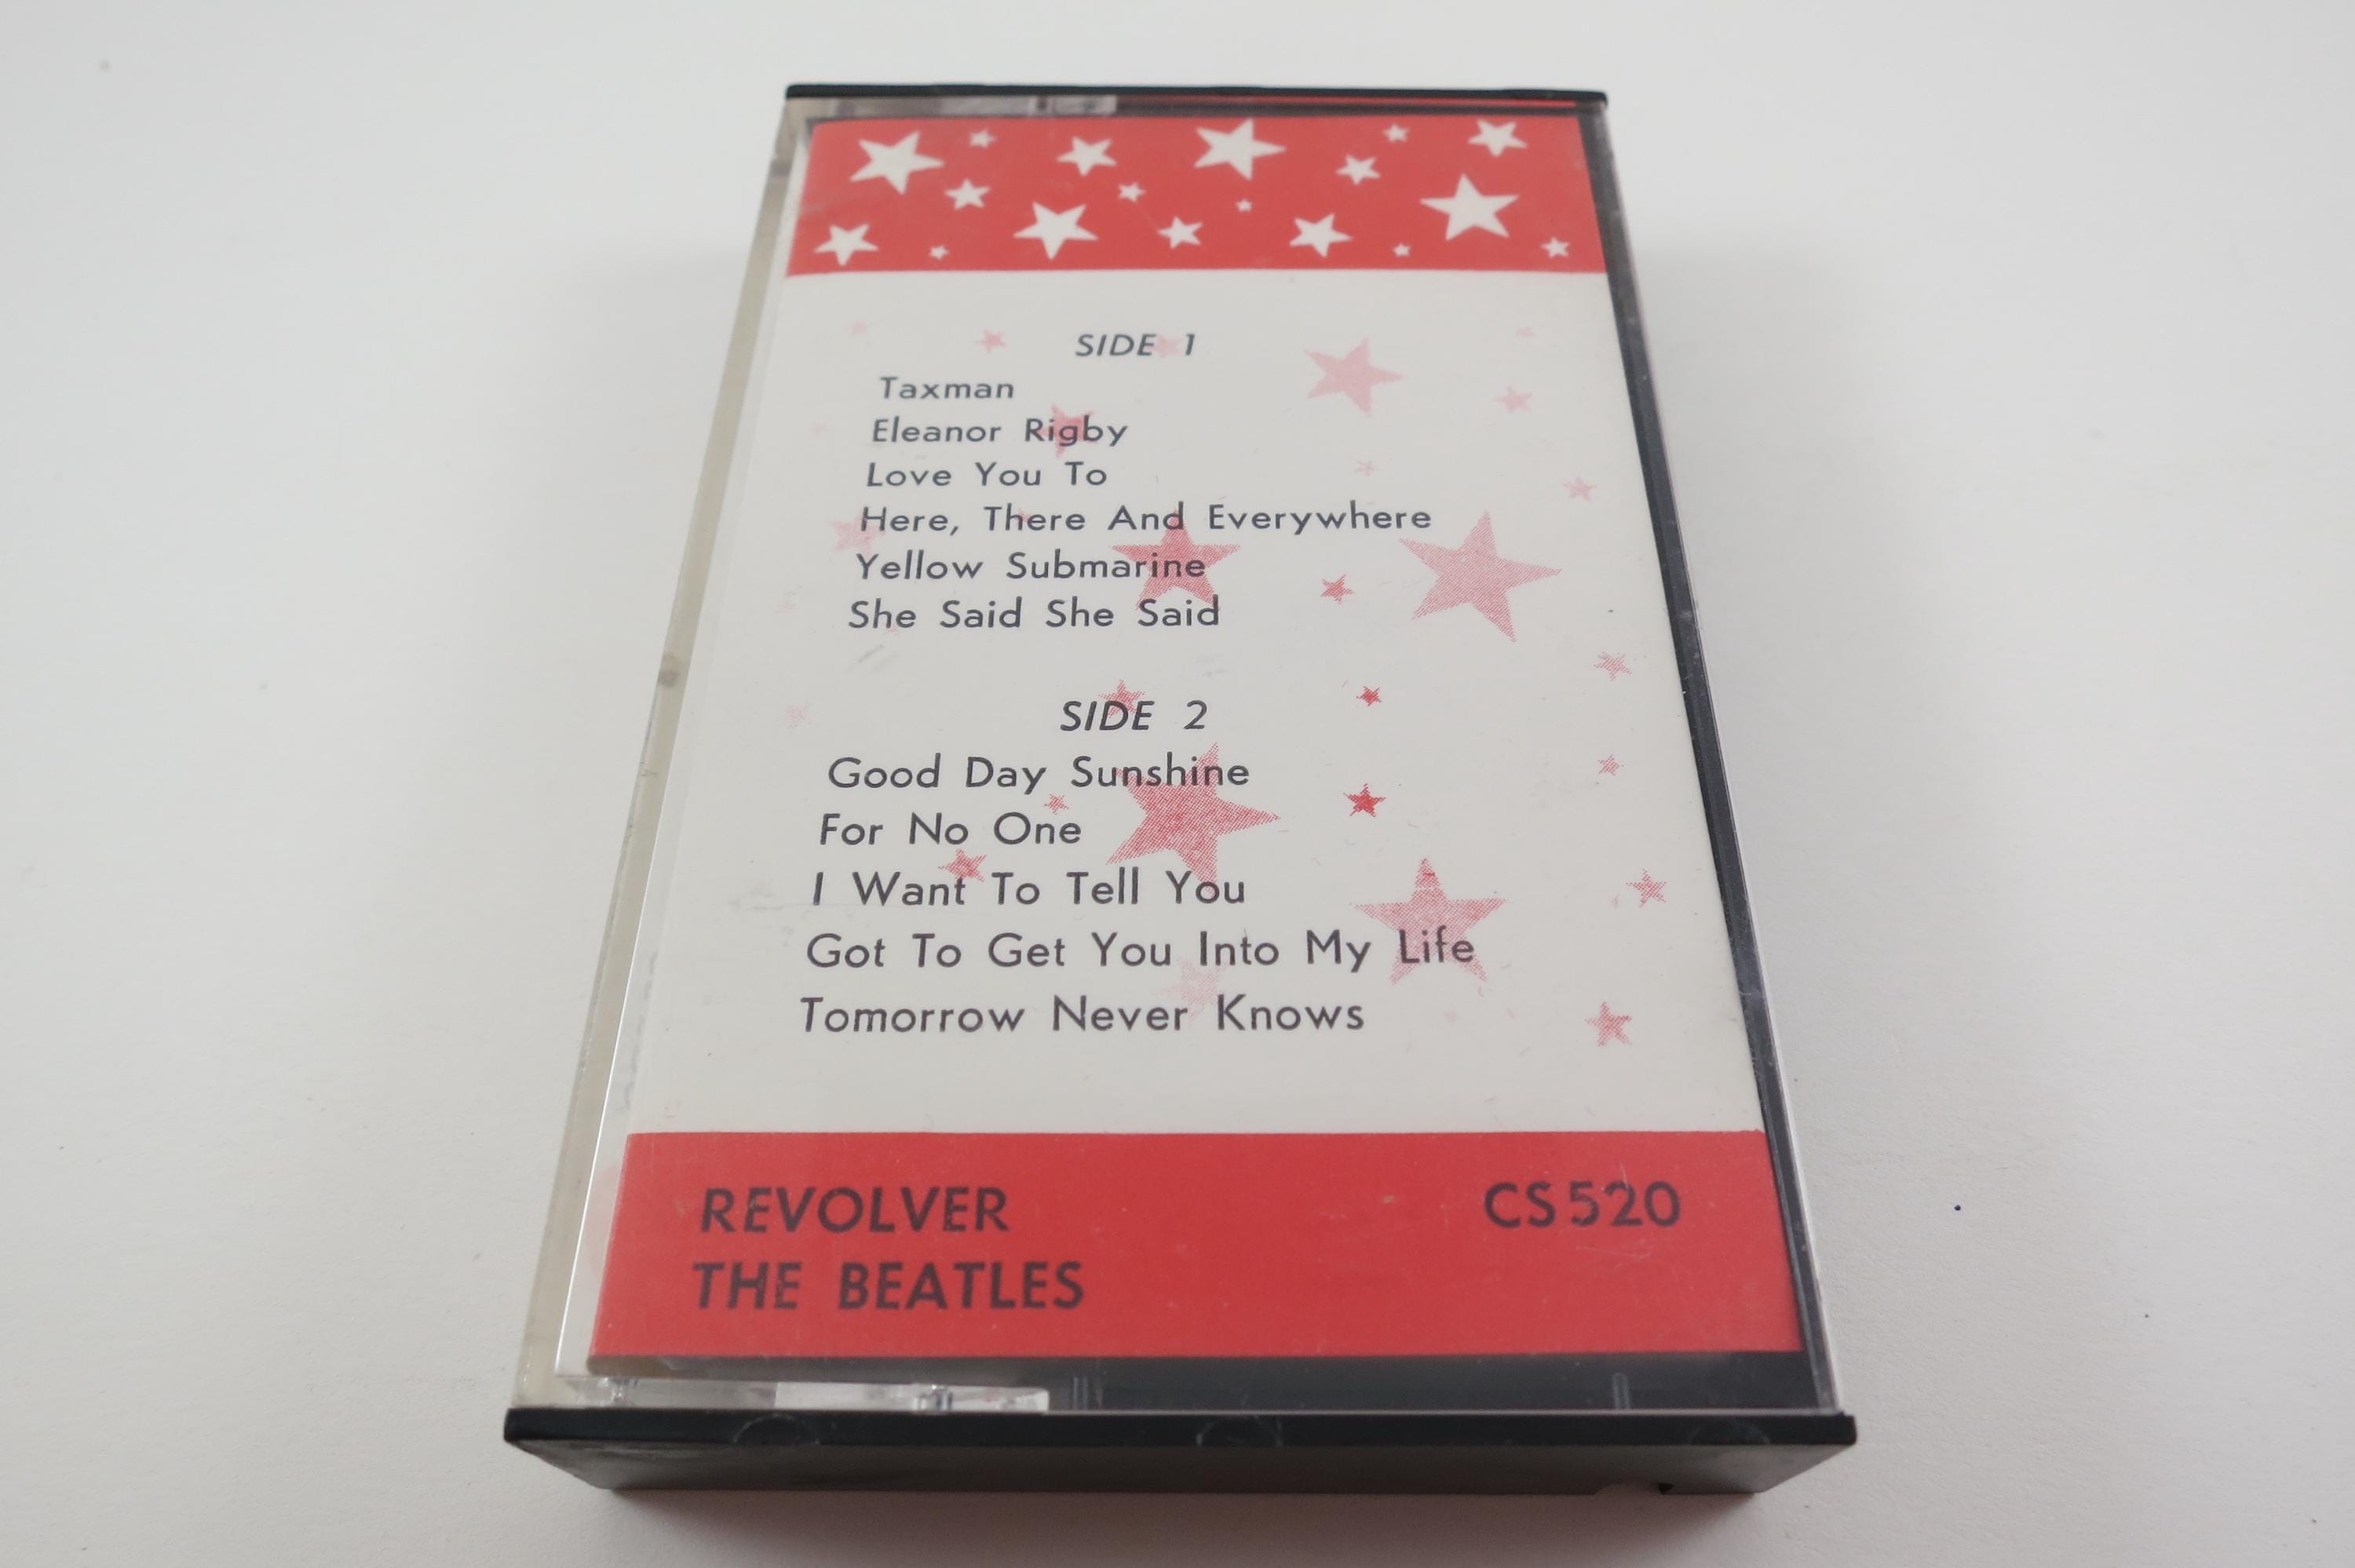 SIDE 1
Taxman
Eleanor Rigby
Love You To
Here, There And Everywhere
Yellow Submarine
She Said She Said
SIDE 2
Good Day Sunshine
For No One
I Want To Tell You
Got To Get You Into My Life
Tomorrow Never Knows
REVOLVER CS520
THE BEATLES